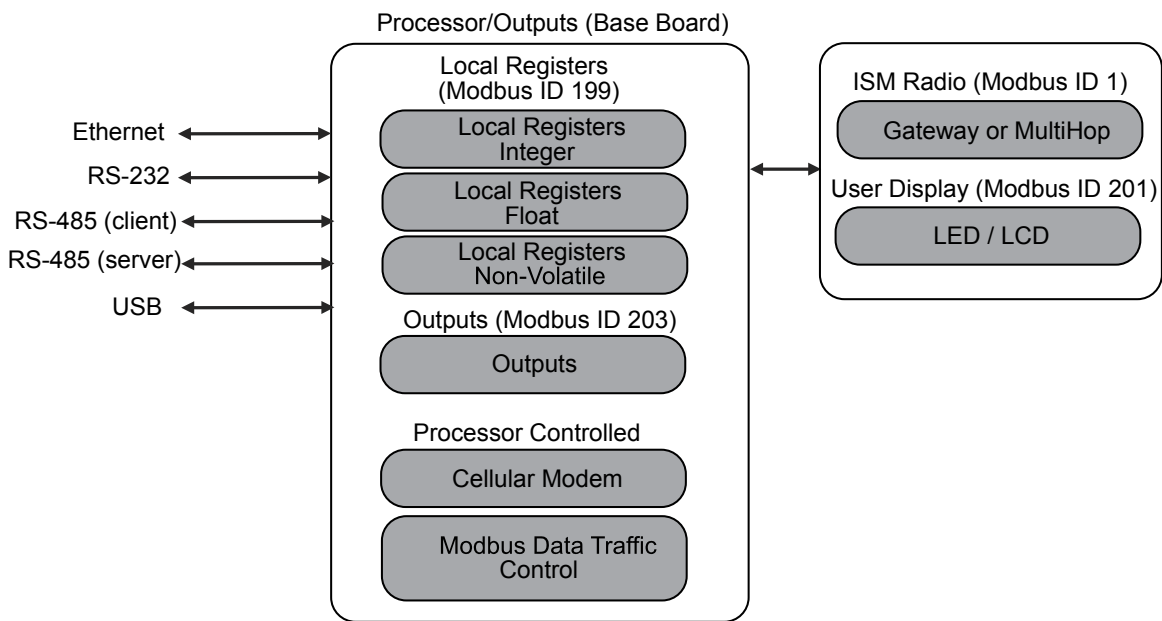 Processor/Outputs (Base Board)
Local Registers
(Modbus ID 199)
Local Registers
Integer
Local Registers
Float
Local Registers
Non-Volatile
Outputs (Modbus ID 203)
Outputs
Processor Controlled
Cellular Modem
Modbus Data Traffic
Control
Ethernet
RS-232
RS-485 (client)
RS-485 (server)
USB
ISM Radio (Modbus ID 1)
Gateway or MultiHop
User Display (Modbus ID 201)
LED / LCD